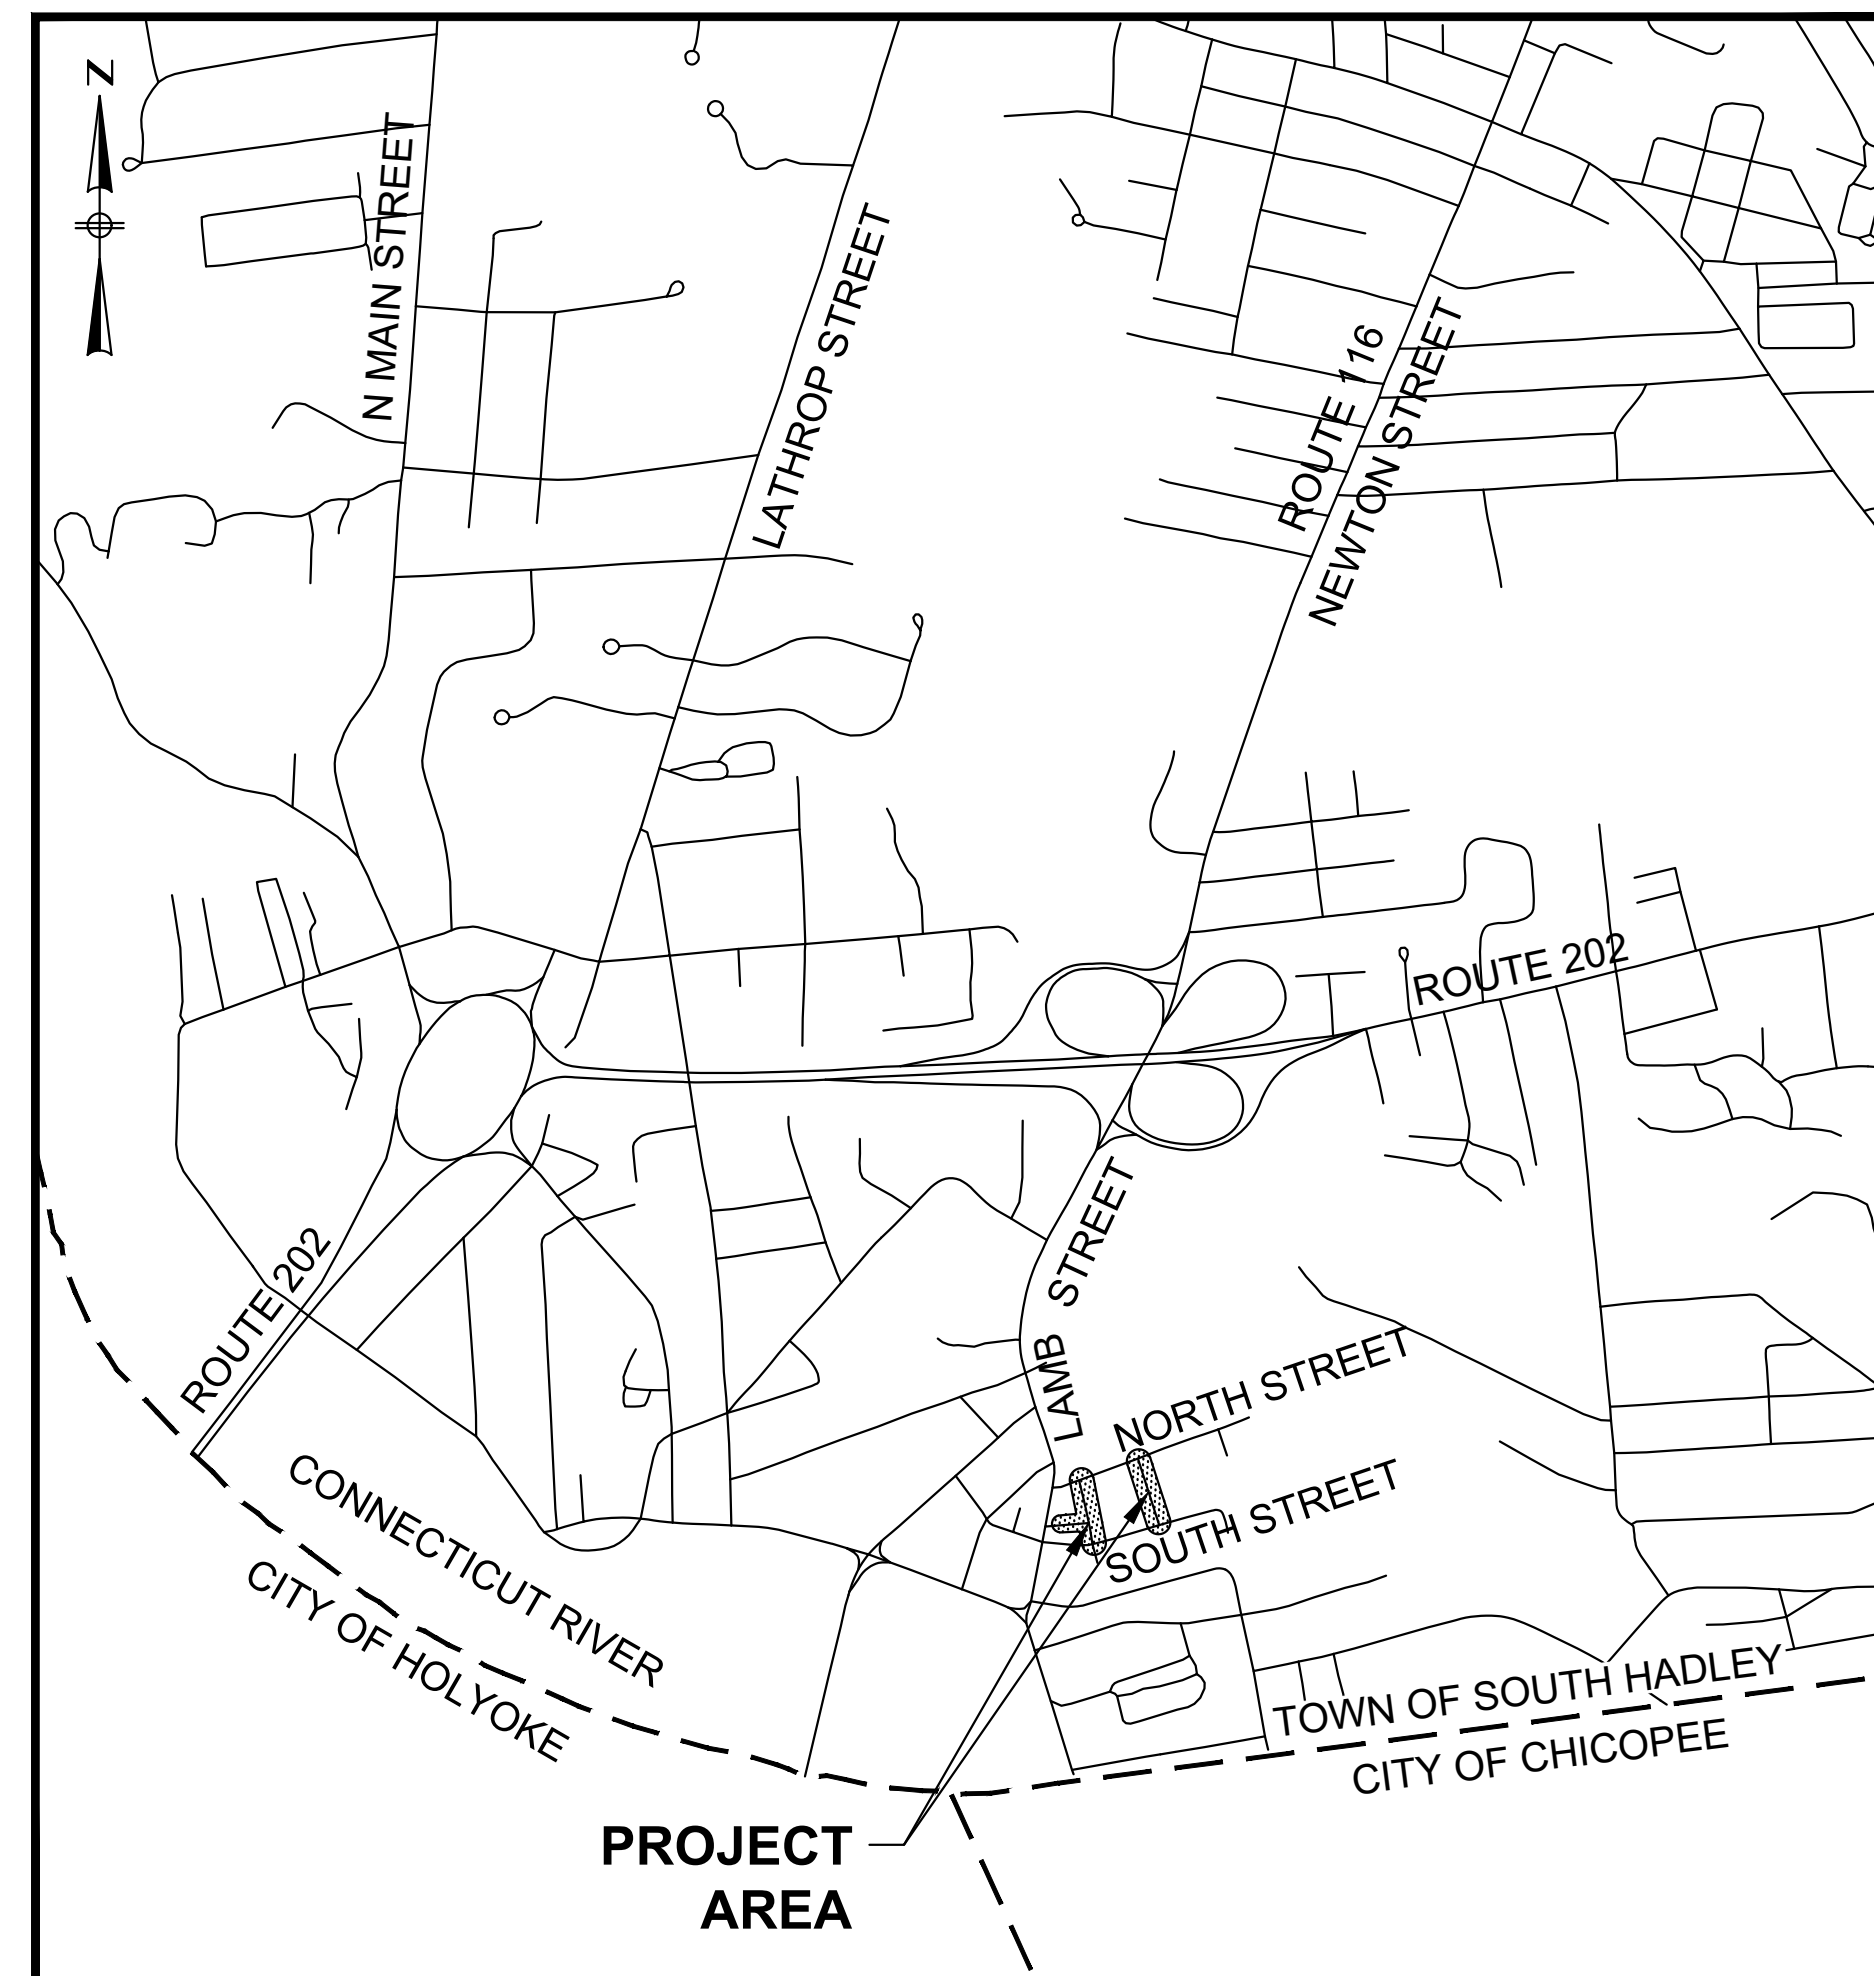 N
N MAIN STREET
LATHROP STREET
ROUTE 116
NEWTON STREET
ROUTE 202
ROUTE 202
LAMB STREET
NORTH STREET
SOUTH STREET
CONNECTICUT RIVER
CITY OF HOLYOKE
TOWN OF SOUTH HADLEY
CITY OF CHICOPEE
PROJECT
AREA